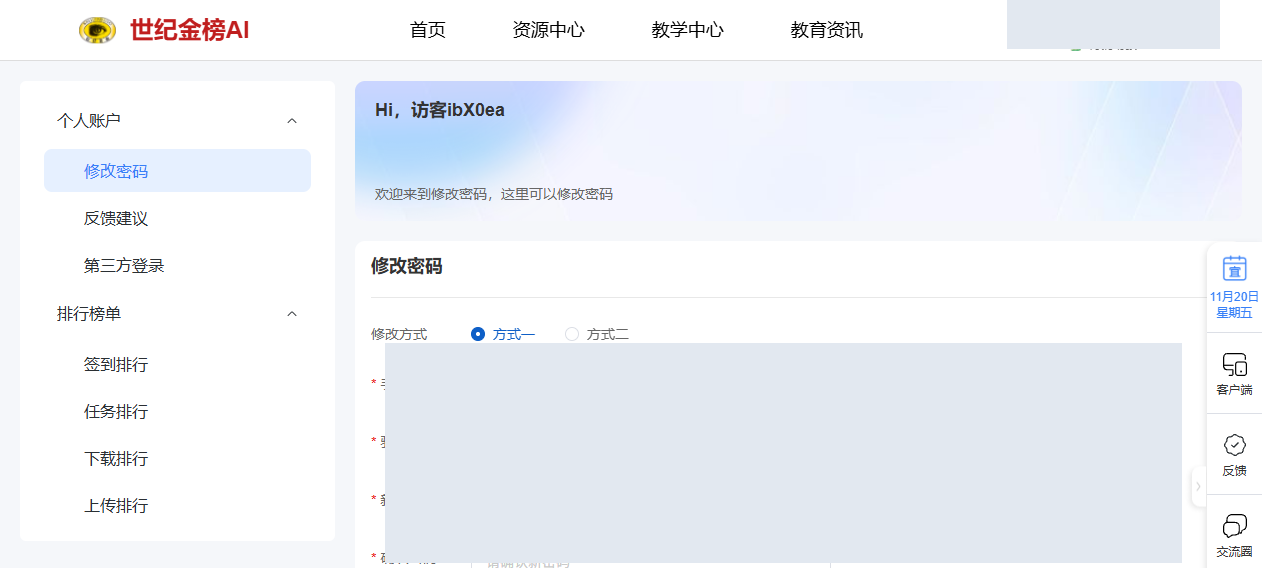 世纪金榜AI
首页
资源中心
教学中心
教育资讯
个人账户
修改密码
反馈建议
第三方登录
排行榜单
签到排行
任务排行
下载排行
上传排行
Hi，访客ibX0ea
欢迎来到修改密码，这里可以修改密码
修改密码
修改方式 方式一 方式二
*
*
*
*
宜
11月20日
星期五
客户端
反馈
交流圈